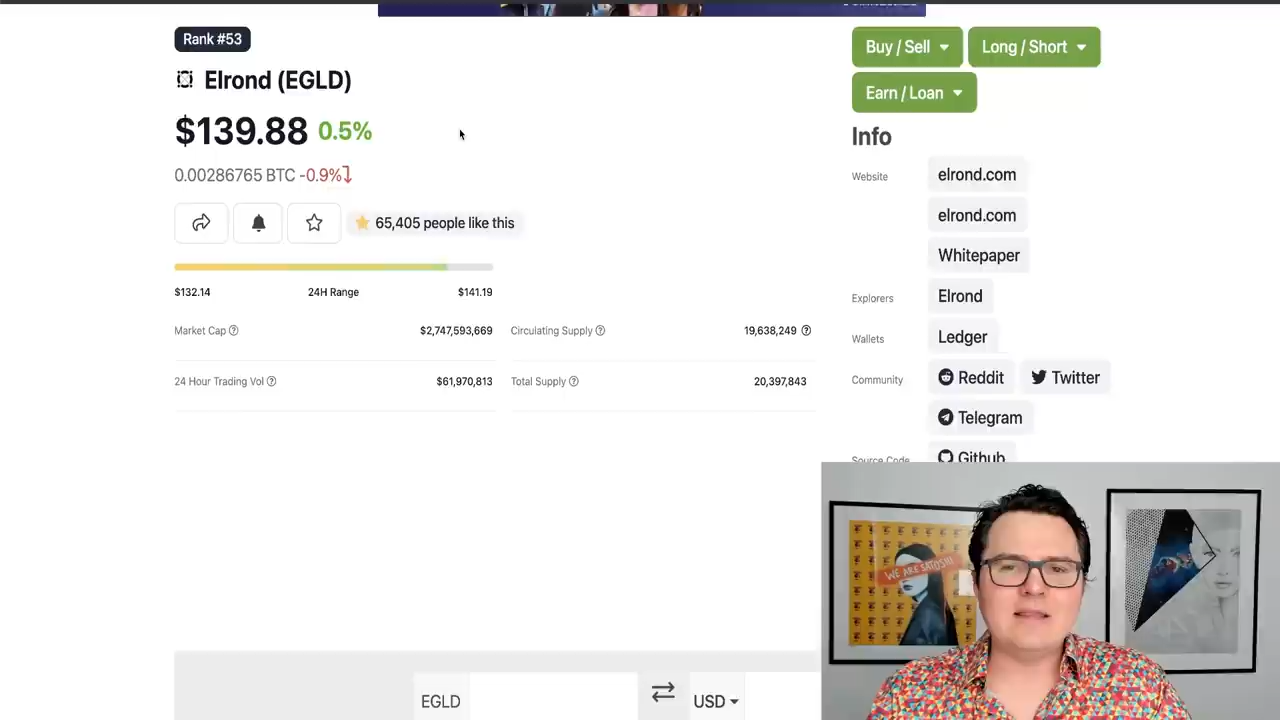 Rank #53
Elrond (EGLD)
$139.88 0.5%
0.00286765 BTC -0.9%
65,405 people like this
$132.14 24H Range $141.19
Market Cap $2,747,593,669 Circulating Supply 19,638,249
24 Hour Trading Vol $61,970,813 Total Supply 20,397,843
EGLD USD
Buy / Sell Long / Short
Earn / Loan
Info
Website elrond.com
elrond.com
Whitepaper
Explorers Elrond
Wallets Ledger
Community Reddit Twitter
Telegram
Source Code Github
WE ARE SATOSHI